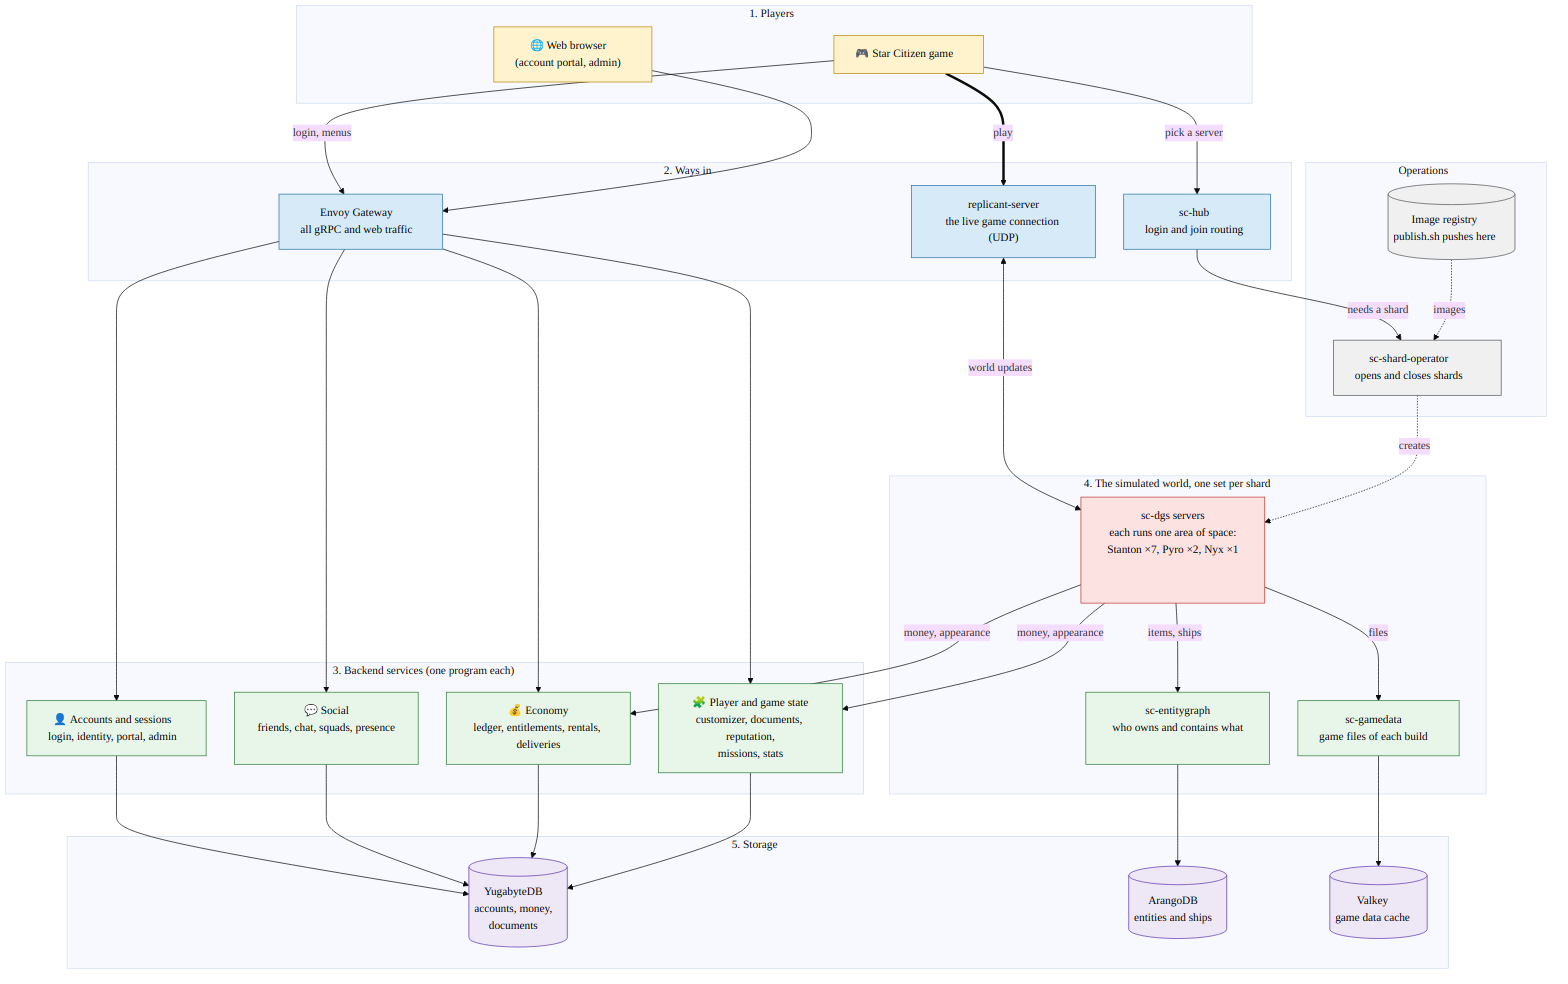 1. Players
🌐 Web browser
(account portal, admin)
🎮 Star Citizen game
login, menus
play
pick a server
2. Ways in
Envoy Gateway
all gRPC and web traffic
replicant-server
the live game connection
(UDP)
sc-hub
login and join routing
Operations
Image registry
publish.sh pushes here
needs a shard
images
sc-shard-operator
opens and closes shards
world updates
creates
4. The simulated world, one set per shard
sc-dgs servers
each runs one area of space:
Stanton ×7, Pyro ×2, Nyx ×1
money, appearance
money, appearance
items, ships
files
3. Backend services (one program each)
👤 Accounts and sessions
login, identity, portal, admin
💬 Social
friends, chat, squads, presence
💰 Economy
ledger, entitlements, rentals,
deliveries
🧩 Player and game state
customizer, documents,
reputation,
missions, stats
sc-entitygraph
who owns and contains what
sc-gamedata
game files of each build
5. Storage
YugabyteDB
accounts, money,
documents
ArangoDB
entities and ships
Valkey
game data cache